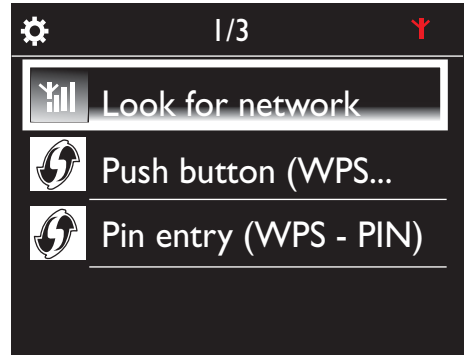 1/3
Look for network
Push button (WPS...
Pin entry (WPS - PIN)